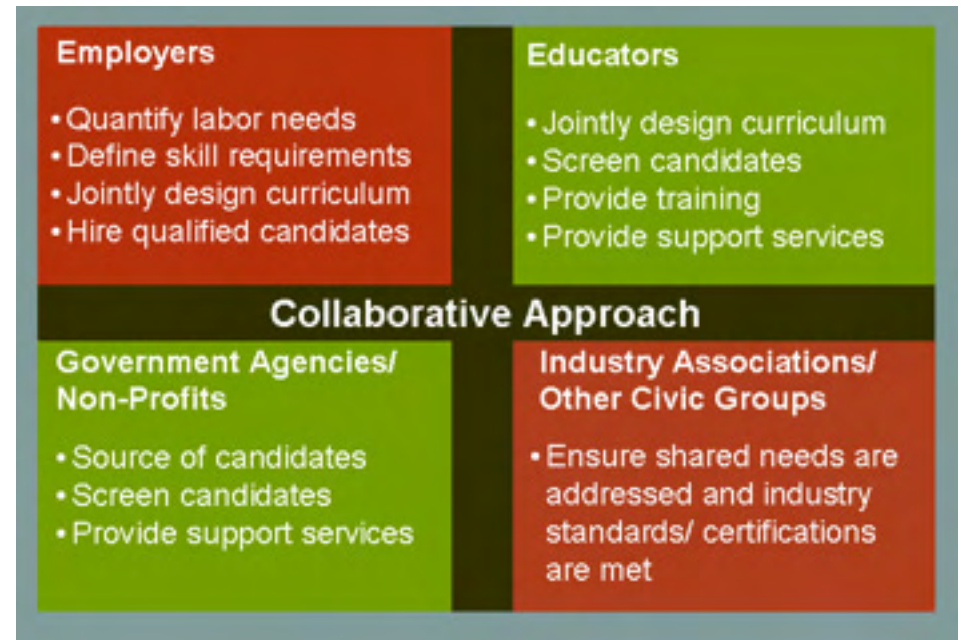 Employers
• Quantify labor needs
• Define skill requirements
• Jointly design curriculum
• Hire qualified candidates
Educators
• Jointly design curriculum
• Screen candidates
• Provide training
• Provide support services
Collaborative Approach
Government Agencies/
Non-Profits
• Source of candidates
• Screen candidates
• Provide support services
Industry Associations/
Other Civic Groups
• Ensure shared needs are
addressed and industry
standards/ certifications
are met